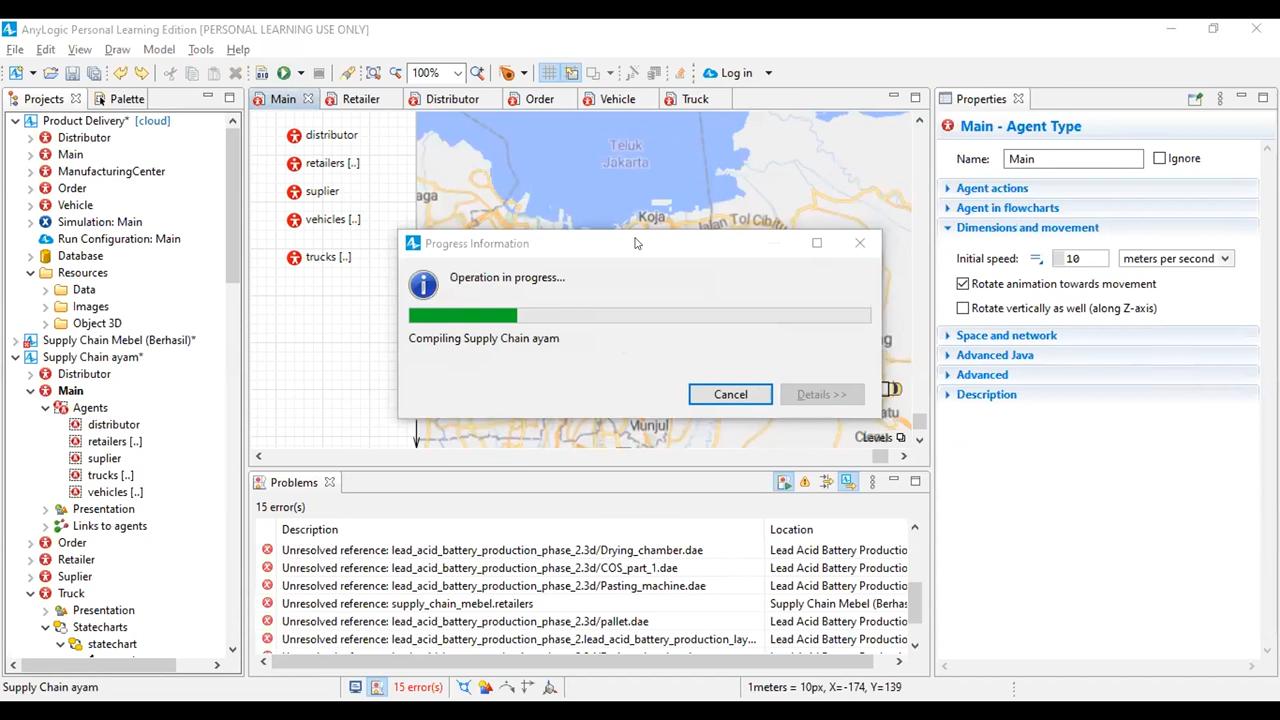 AnyLogic Personal Learning Edition [PERSONAL LEARNING USE ONLY]
File Edit View Draw Model Tools Help
100% Log in
Projects Palette
Main Retailer Distributor Order Vehicle Truck
Properties
Product Delivery* [cloud]
Distributor
Main
ManufacturingCenter
Order
Vehicle
Simulation: Main
Run Configuration: Main
Database
Resources
Data
Images
Object 3D
Supply Chain Mebel (Berhasil)*
Supply Chain ayam*
Distributor
Main
Agents
distributor
retailers [..]
suplier
trucks [..]
vehicles [..]
Presentation
Links to agents
Order
Retailer
Suplier
Truck
Presentation
Statecharts
statechart
distributor
retailers [..]
suplier
vehicles [..]
trucks [..]
Teluk
Jakarta
Koja
Jalan Tol Cibitu
Munjul
Levels
Progress Information
Operation in progress...
Compiling Supply Chain ayam
Cancel Details >>
Problems
15 error(s)
Description Location
Unresolved reference: lead_acid_battery_production_phase_2.3d/Drying_chamber.dae Lead Acid Battery Productio
Unresolved reference: lead_acid_battery_production_phase_2.3d/COS_part_1.dae Lead Acid Battery Productio
Unresolved reference: lead_acid_battery_production_phase_2.3d/Pasting_machine.dae Lead Acid Battery Productio
Unresolved reference: supply_chain_mebel.retailers Supply Chain Mebel (Berhas
Unresolved reference: lead_acid_battery_production_phase_2.3d/pallet.dae Lead Acid Battery Productio
Unresolved reference: lead_acid_battery_production_phase_2.lead_acid_battery_production_lay... Lead Acid Battery Productio
Main - Agent Type
Name: Main Ignore
Agent actions
Agent in flowcharts
Dimensions and movement
Initial speed: 10 meters per second
Rotate animation towards movement
Rotate vertically as well (along Z-axis)
Space and network
Advanced Java
Advanced
Description
Supply Chain ayam 15 error(s) 1meters = 10px, X=-174, Y=139